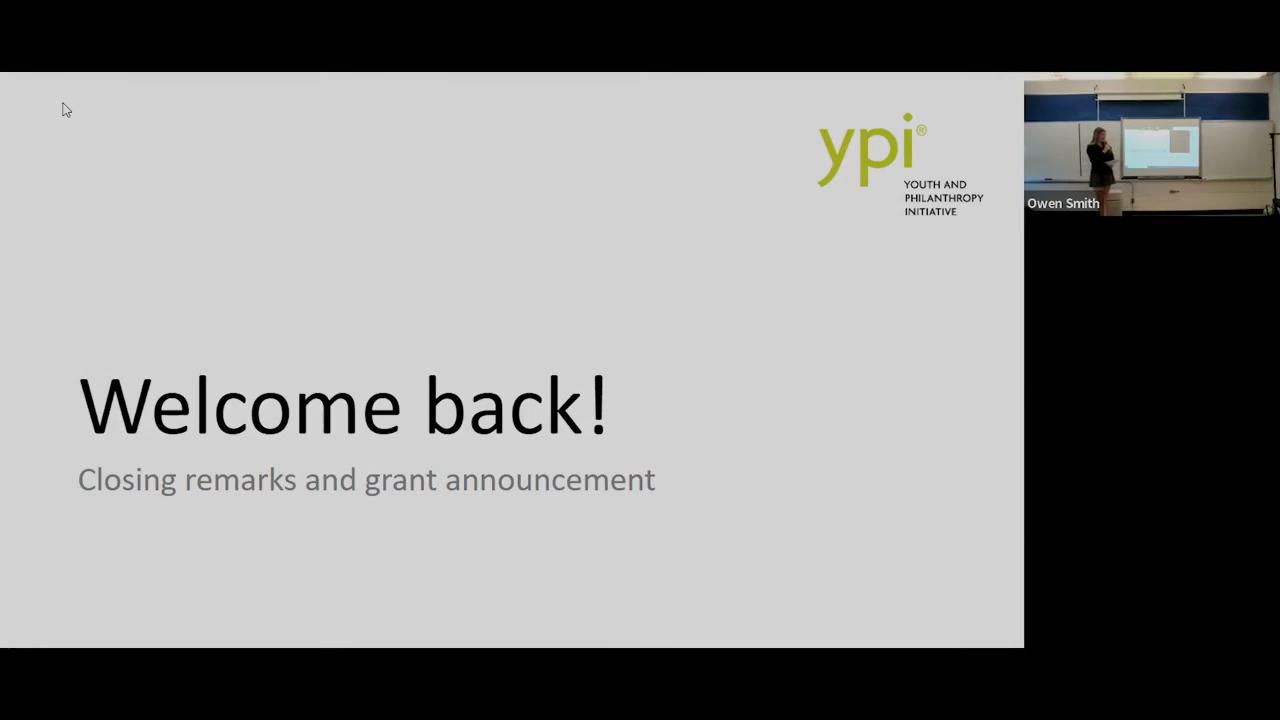 ypi®
YOUTH AND
PHILANTHROPY
INITIATIVE
Owen Smith
Welcome back!
Closing remarks and grant announcement